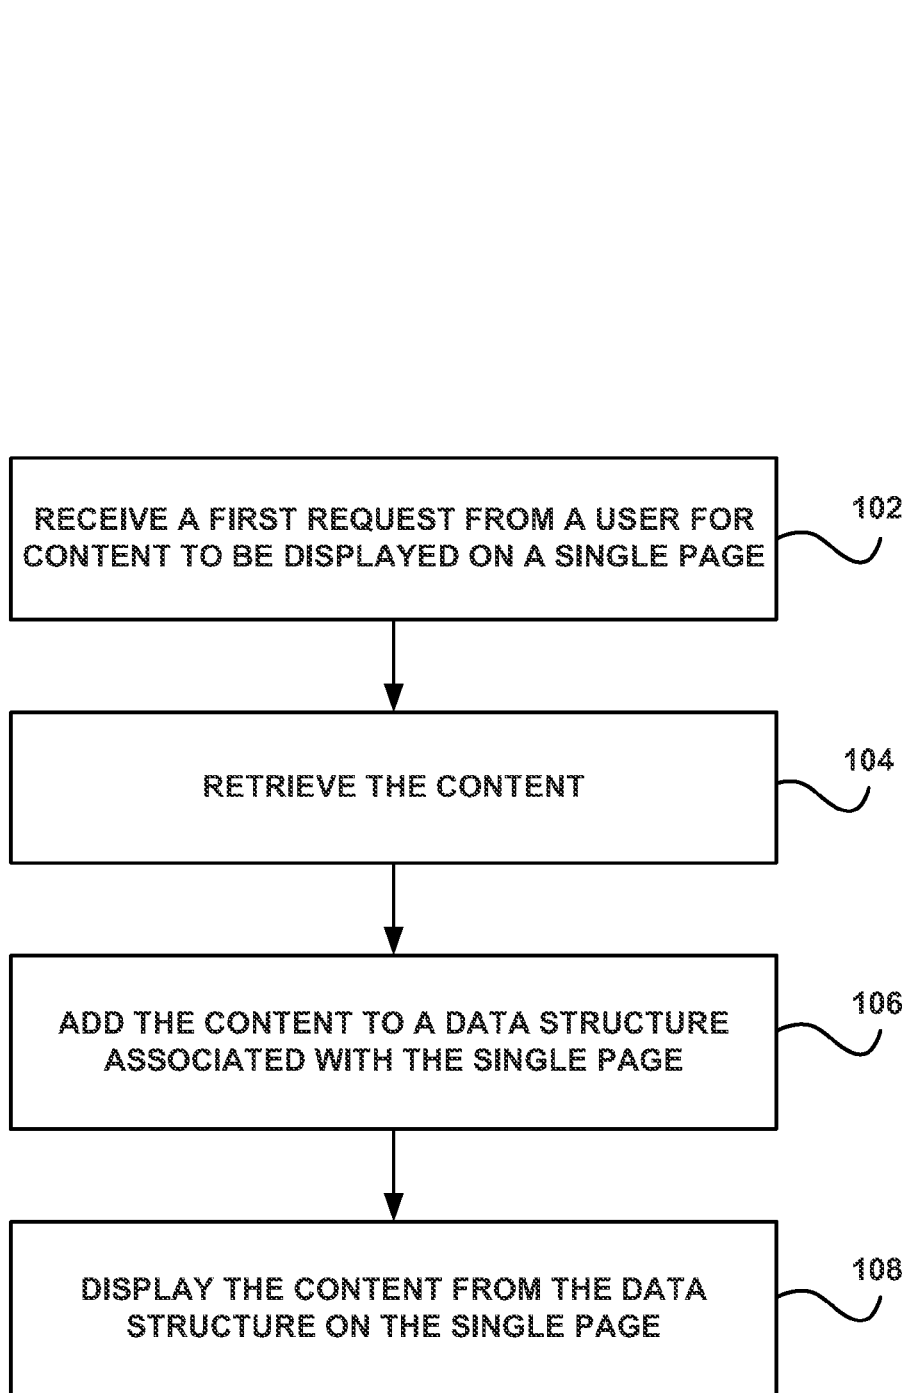 RECEIVE A FIRST REQUEST FROM A USER FOR
CONTENT TO BE DISPLAYED ON A SINGLE PAGE
102
RETRIEVE THE CONTENT
104
ADD THE CONTENT TO A DATA STRUCTURE
ASSOCIATED WITH THE SINGLE PAGE
106
DISPLAY THE CONTENT FROM THE DATA
STRUCTURE ON THE SINGLE PAGE
108